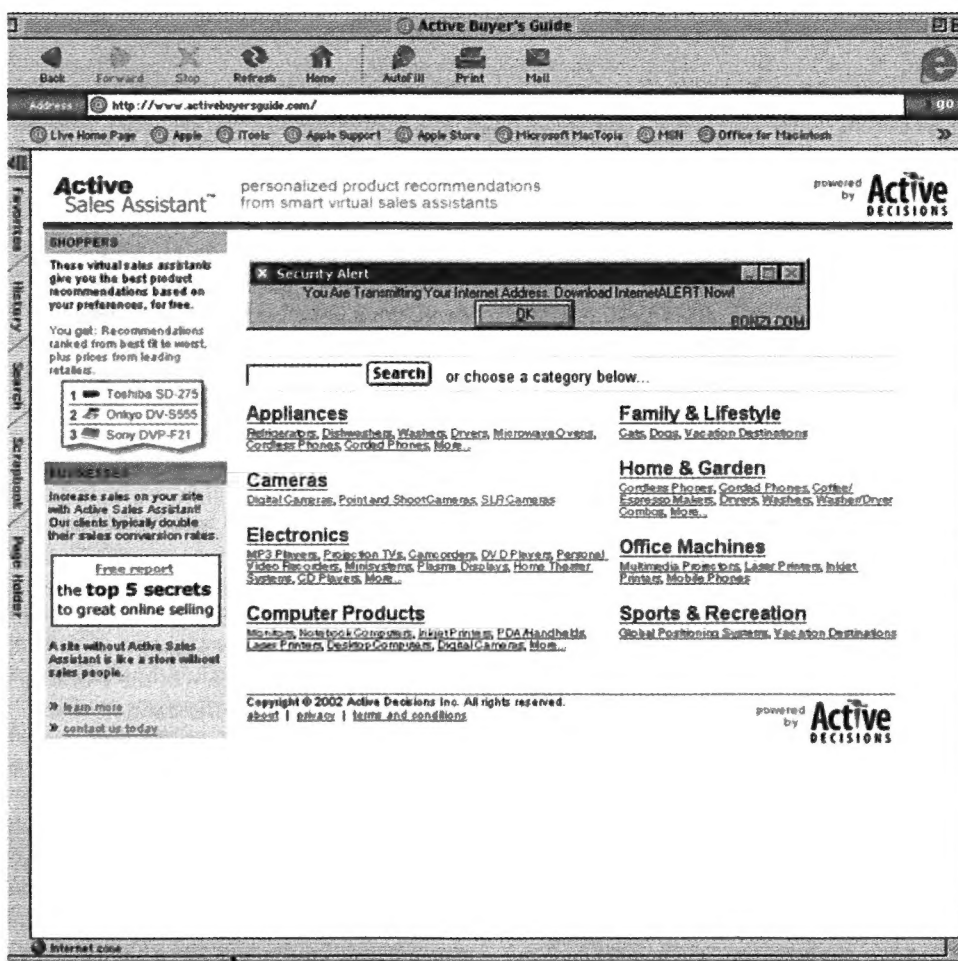 Active Buyer's Guide
Back Forward Stop Refresh Home AutoFill Print Mail
Address http://www.activebuyersguide.com/ go
Live Home Page Apple iTools Apple Support Apple Store Microsoft MacTopia MSN Office for Macintosh
Favorites
History
Search
Scrapbook
Page Holder
Active
Sales Assistant™
personalized product recommendations
from smart virtual sales assistants
powered
by
Active
DECISIONS
SHOPPERS
These virtual sales assistants
give you the best product
recommendations based on
your preferences, for free.
You get: Recommendations
ranked from best fit to worst,
plus prices from leading
retailers.
1 Toshiba SD-275
2 Onkyo DV-S555
3 Sony DVP-F21
BUSINESSES
Increase sales on your site
with Active Sales Assistant!
Our clients typically double
their sales conversion rates.
Free report
the top 5 secrets
to great online selling
A site without Active Sales
Assistant is like a store without
sales people.
» learn more
» contact us today
Security Alert
You Are Transmitting Your Internet Address. Download InternetALERT Now!
OK
BONZI.COM
Search or choose a category below...
Appliances
Refrigerators, Dishwashers, Washers, Dryers, Microwave Ovens,
Cordless Phones, Corded Phones, More...
Cameras
Digital Cameras, Point and Shoot Cameras, SLR Cameras
Electronics
MP3 Players, Projection TVs, Camcorders, DVD Players, Personal
Video Recorders, Minisystems, Plasma Displays, Home Theater
Systems, CD Players, More...
Computer Products
Monitors, Notebook Computers, Inkjet Printers, PDA/Handhelds,
Laser Printers, Desktop Computers, Digital Cameras, More...
Family & Lifestyle
Cats, Dogs, Vacation Destinations
Home & Garden
Cordless Phones, Corded Phones, Coffee/
Espresso Makers, Dryers, Washers, Washer/Dryer
Combos, More...
Office Machines
Multimedia Projectors, Laser Printers, Inkjet
Printers, Mobile Phones
Sports & Recreation
Global Positioning Systems, Vacation Destinations
Copyright © 2002 Active Decisions Inc. All rights reserved.
about | privacy | terms and conditions
powered
by
Active
DECISIONS
Internet zone